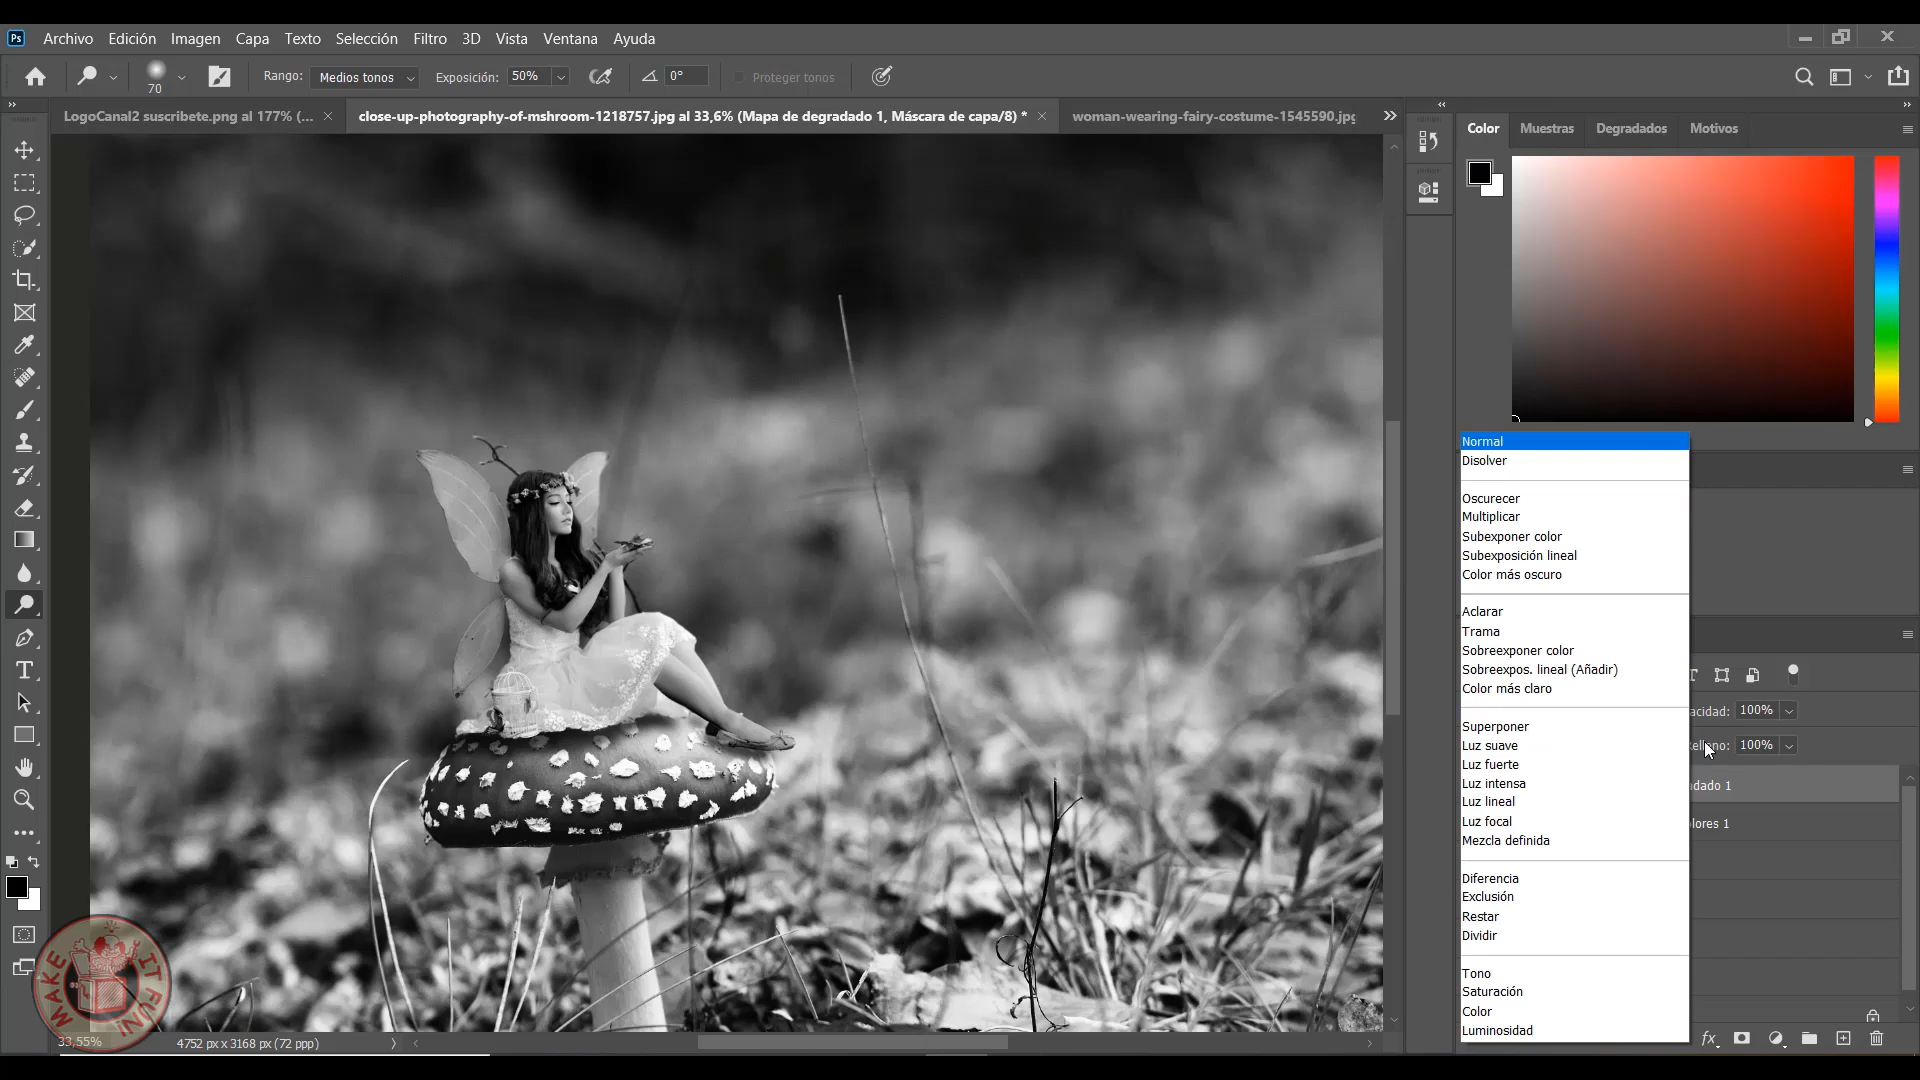 Ps Archivo Edición Imagen Capa Texto Selección Filtro 3D Vista Ventana Ayuda
70 Rango: Medios tonos Exposición: 50% 0° Proteger tonos
LogoCanal2 suscribete.png al 177% (... × close-up-photography-of-mshroom-1218757.jpg al 33,6% (Mapa de degradado 1, Máscara de capa/8) * × woman-wearing-fairy-costume-1545590.jpg
Color Muestras Degradados Motivos
Normal
Disolver
Oscurecer
Multiplicar
Subexponer color
Subexposición lineal
Color más oscuro
Aclarar
Trama
Sobreexponer color
Sobreexpos. lineal (Añadir)
Color más claro
Superponer
Luz suave
Luz fuerte
Luz intensa
Luz lineal
Luz focal
Mezcla definida
Diferencia
Exclusión
Restar
Dividir
Tono
Saturación
Color
Luminosidad
acidad: 100%
100%
dado 1
lores 1
fx
MAKE IT FUN!
33,55% 4752 px x 3168 px (72 ppp)